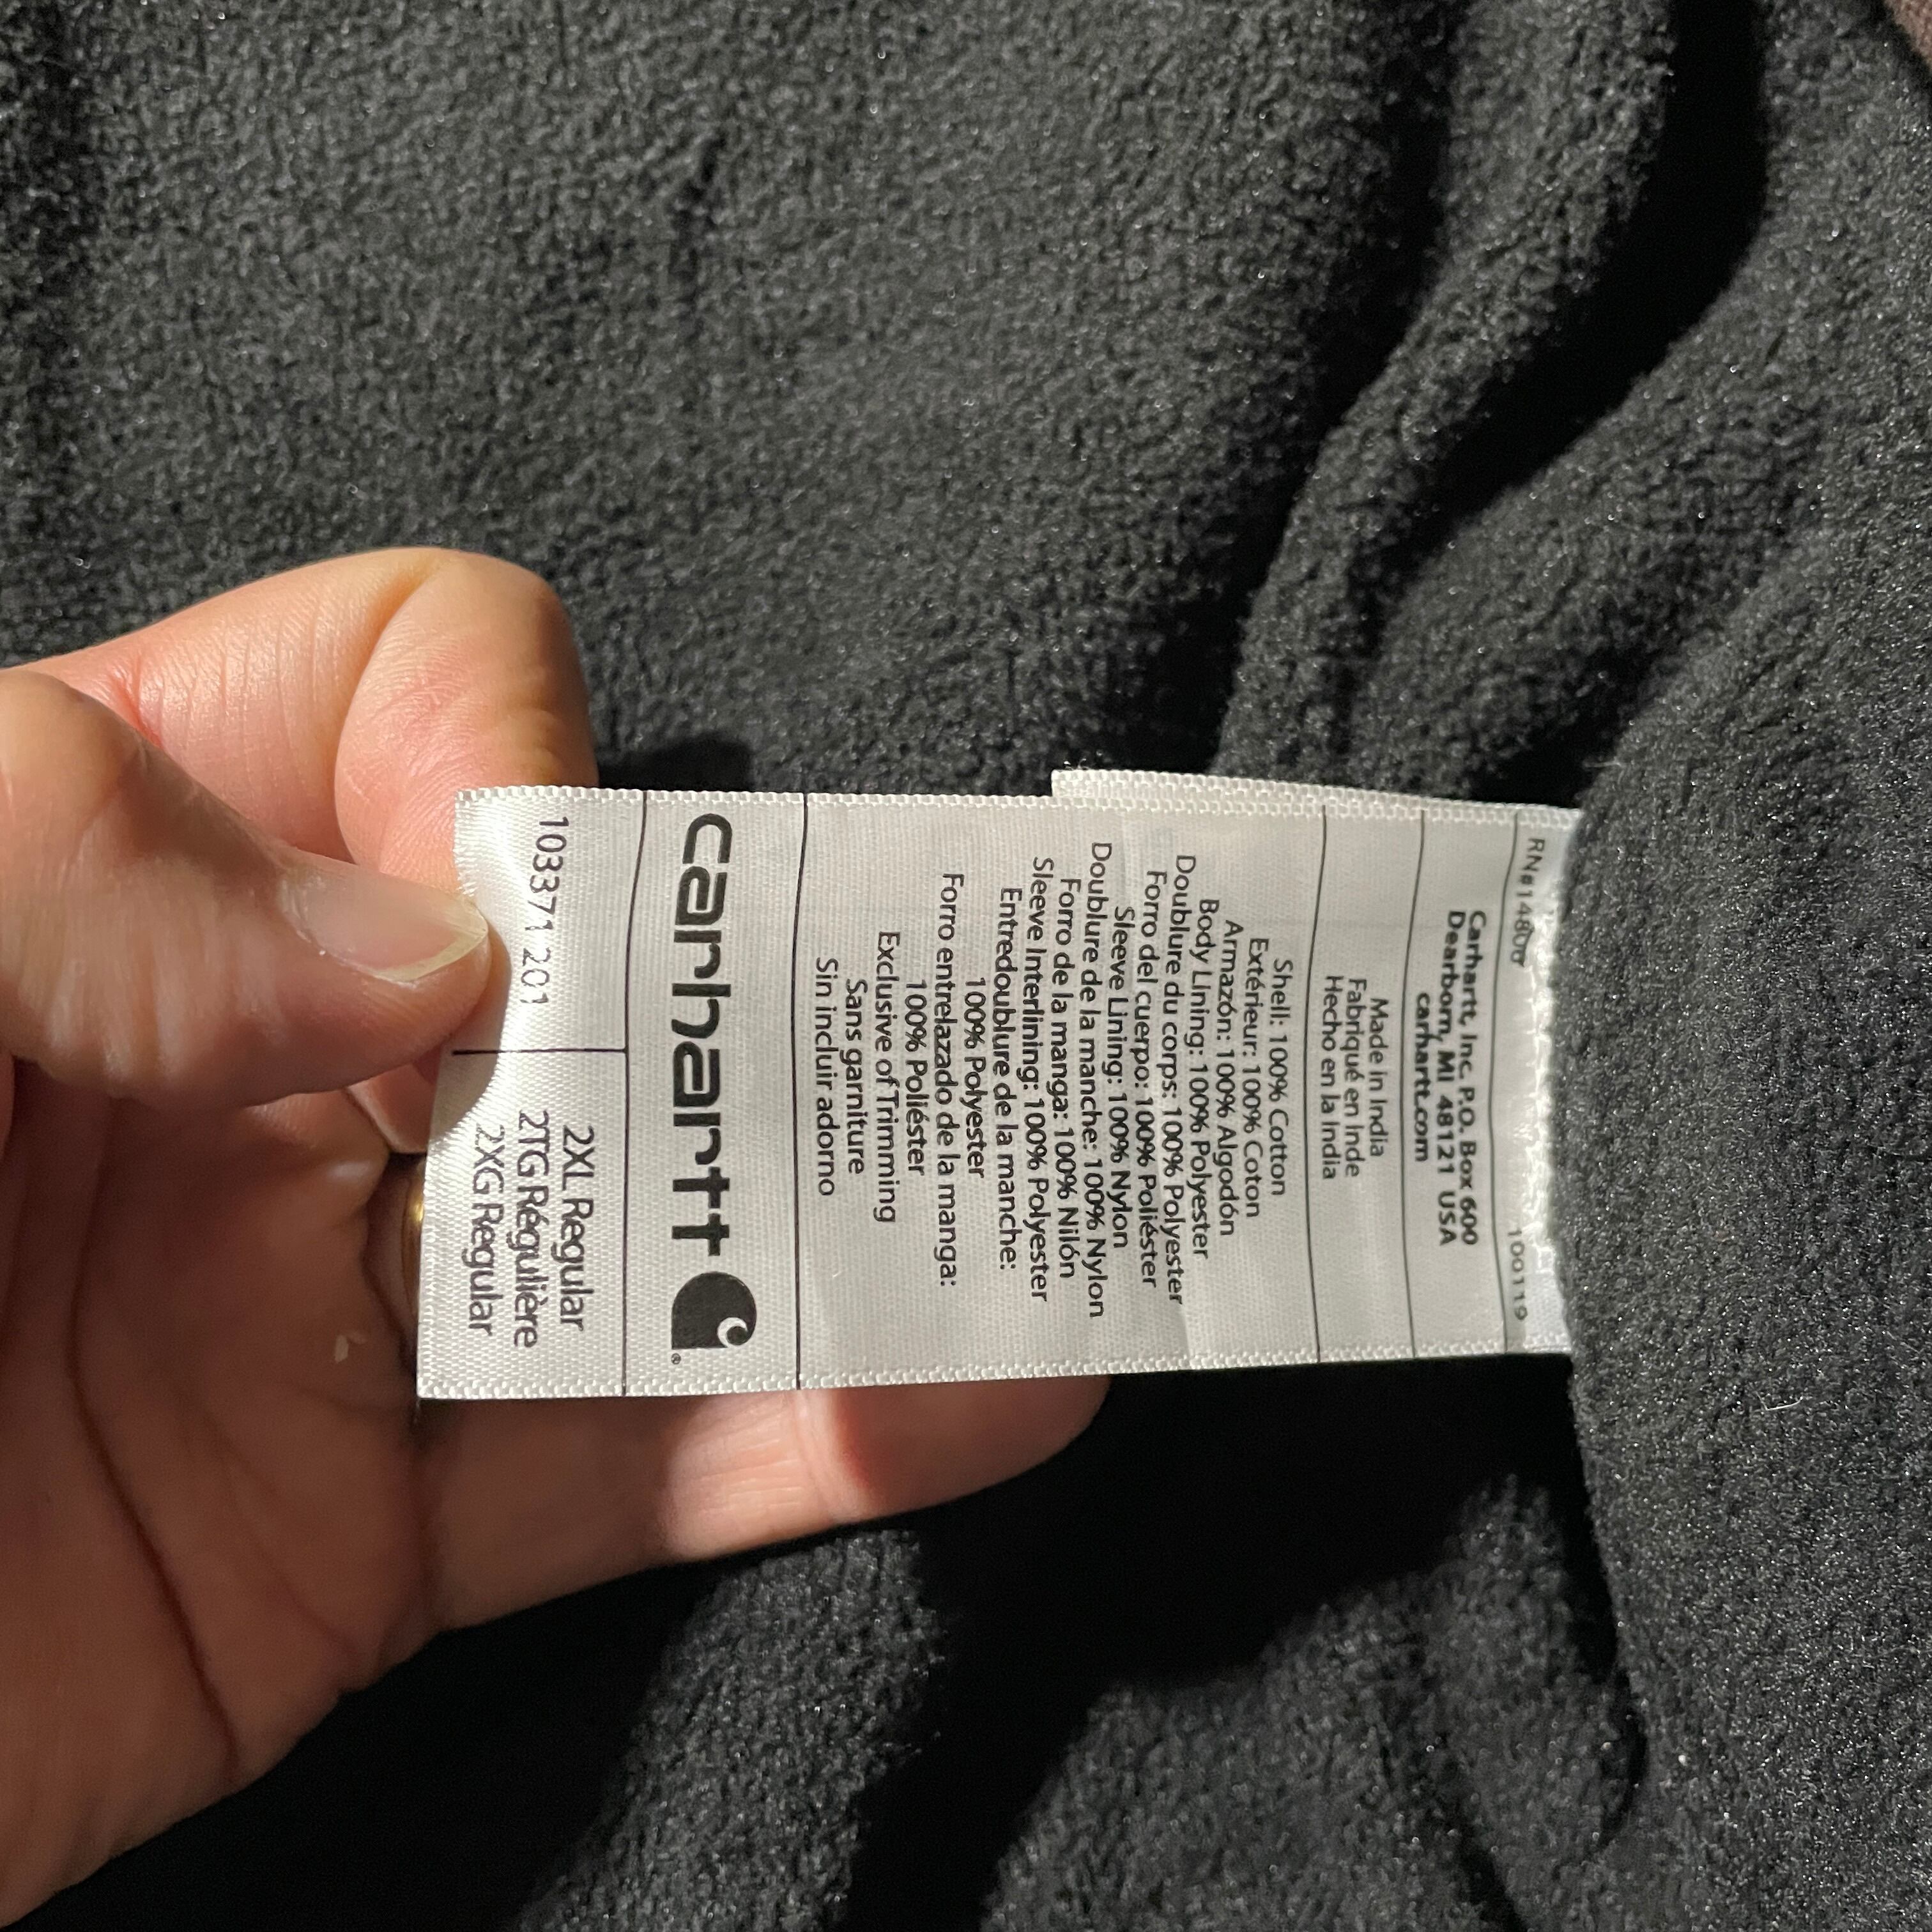 103371 201
2XL Regular
2TG Régulière
2XG Regular
carhartt
Shell: 100% Cotton
Extérieur: 100% Coton
Armazón: 100% Algodón
Body Lining: 100% Polyester
Doublure du corps: 100% Polyester
Forro del cuerpo: 100% Poliéster
Sleeve Lining: 100% Nylon
Doublure de la manche: 100% Nylon
Forro de la manga: 100% Nilón
Sleeve Interlining: 100% Polyester
Entredoublure de la manche:
100% Polyester
Forro entrelazado de la manga:
100% Poliéster
Exclusive of Trimming
Sans garniture
Sin incluir adorno
Made in India
Fabriqué en Inde
Hecho en la India
Carhartt, Inc. P.O. Box 600
Dearborn, MI 48121 USA
carhartt.com
100119